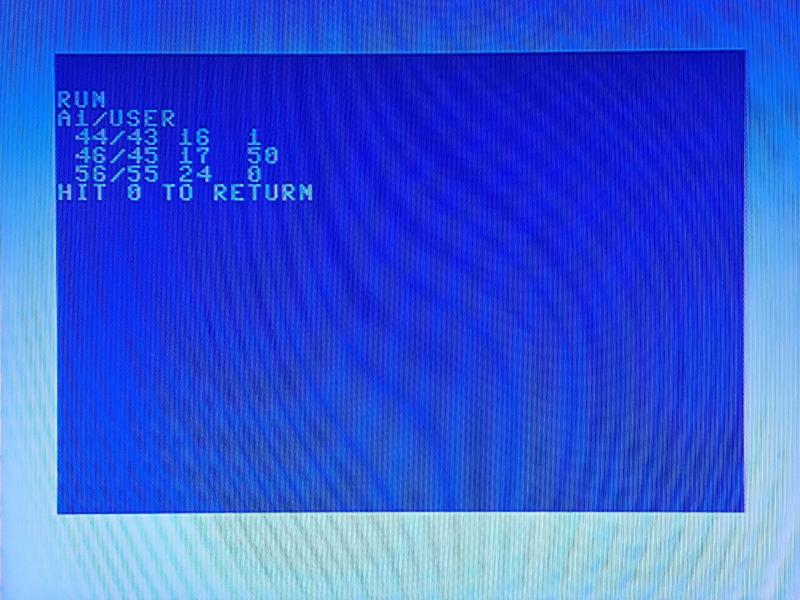 RUN
A1/USER
44/43 16 1
46/45 17 50
56/55 24 0
HIT 0 TO RETURN